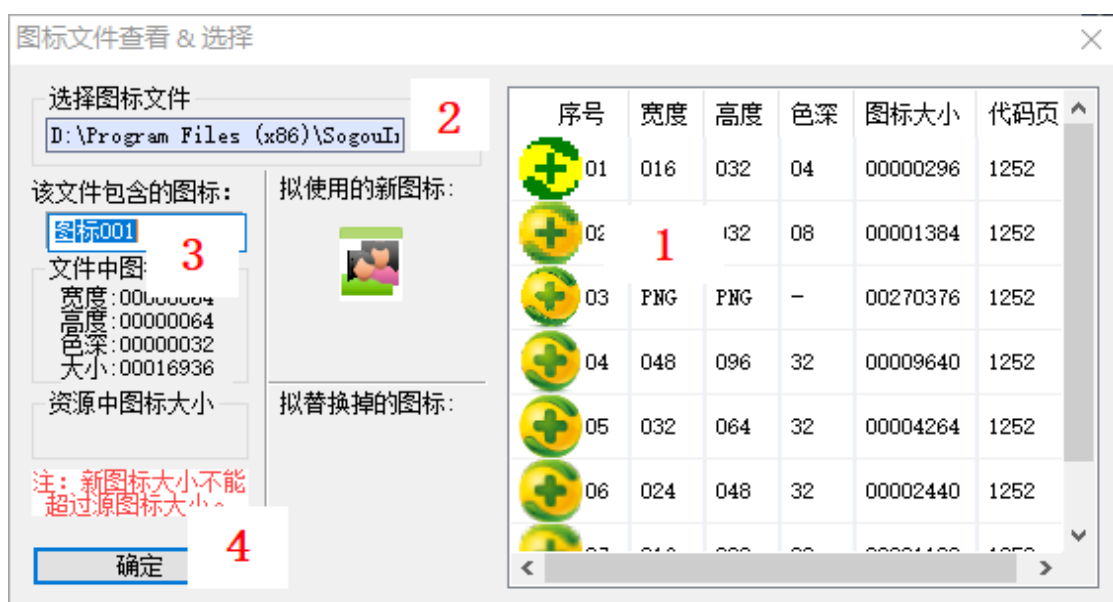 图标文件查看 & 选择
选择图标文件
2
D:\Program Files (x86)\SogouI
该文件包含的图标:
拟使用的新图标:
图标001
3
文件中图
宽度:00000064
高度:00000064
色深:00000032
大小:00016936
资源中图标大小
拟替换掉的图标:
注: 新图标大小不能
超过源图标大小。
4
确定
序号 宽度 高度 色深 图标大小 代码页
01 016 032 04 00000296 1252
02 032 08 00001384 1252
1
03 PNG PNG - 00270376 1252
04 048 096 32 00009640 1252
05 032 064 32 00004264 1252
06 024 048 32 00002440 1252